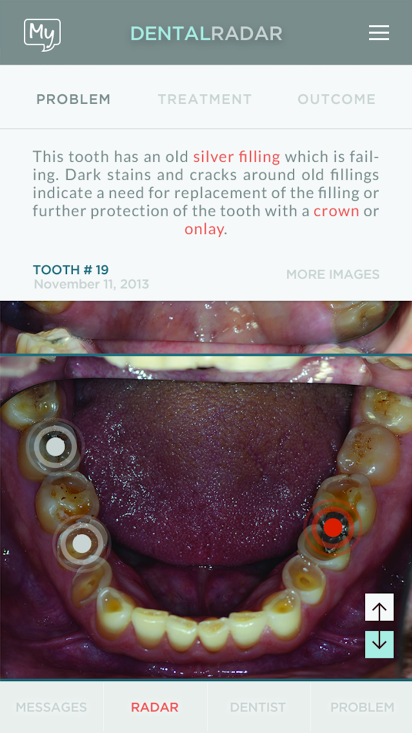 My
DENTALRADAR
PROBLEM TREATMENT OUTCOME
This tooth has an old silver filling which is fail-
ing. Dark stains and cracks around old fillings
indicate a need for replacement of the filling or
further protection of the tooth with a crown or
onlay.
TOOTH # 19
November 11, 2013
MORE IMAGES
MESSAGES RADAR DENTIST PROBLEM